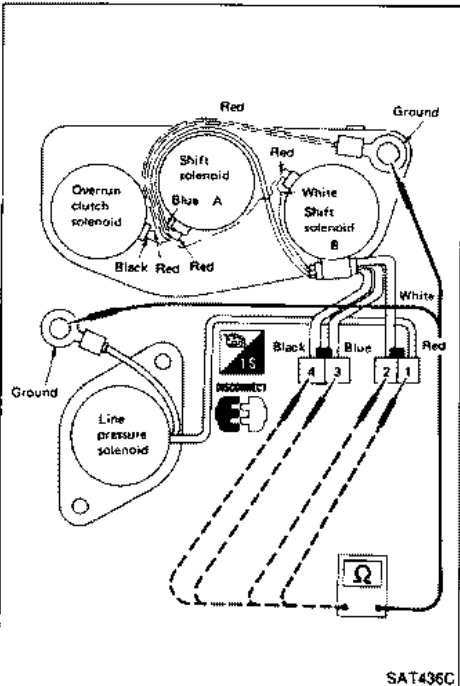 Red
Ground
Shift
solenoid
A
Red
Overrun
clutch
solenoid
Blue
White
Shift
solenoid
B
Black Red Red
White
Black
Blue
Red
4 3 2 1
T.S.
DISCONNECT
Ground
Line
pressure
solenoid
Ω
SAT436C